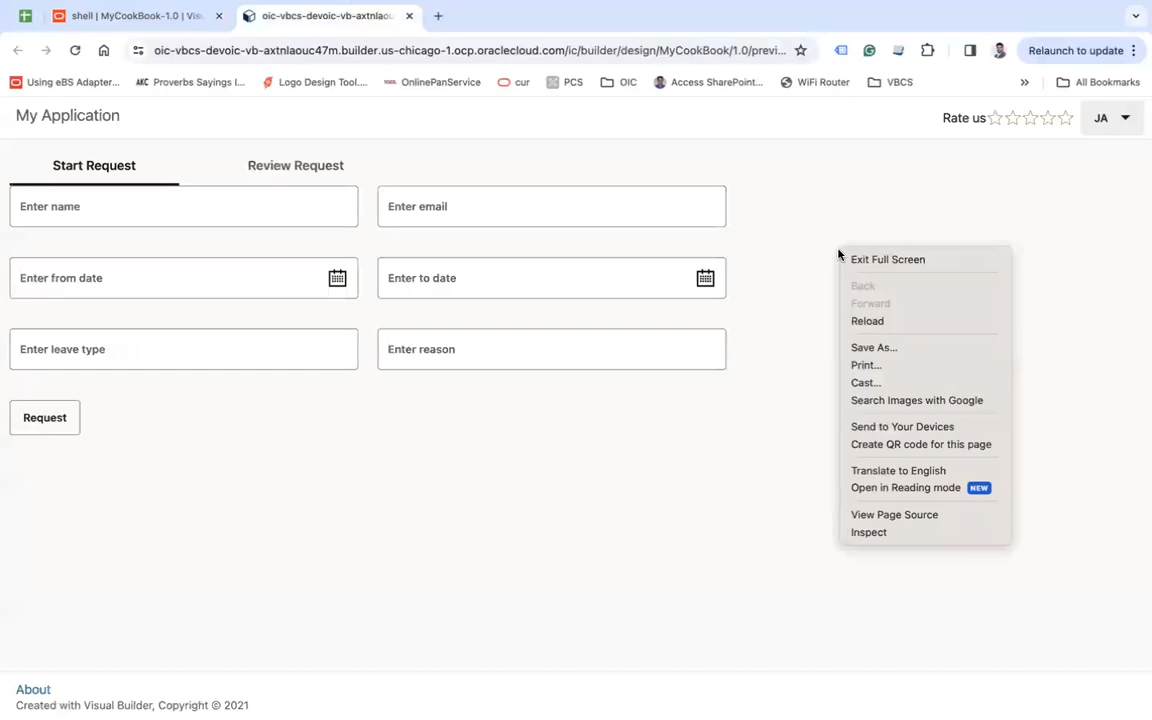 shell | MyCookBook-1.0 | Vis
oic-vbcs-devoic-vb-axtnlaou
oic-vbcs-devoic-vb-axtnlaouc47m.builder.us-chicago-1.ocp.oraclecloud.com/ic/builder/design/MyCookBook/1.0/previ...
Relaunch to update
Using eBS Adapter...
AKC Proverbs Sayings I...
Logo Design Tool....
OnlinePanService
cur
PCS
OIC
Access SharePoint...
WiFi Router
VBCS
»
All Bookmarks
My Application
Rate us
JA
Start Request
Review Request
Enter name
Enter email
Enter from date
Enter to date
Enter leave type
Enter reason
Request
Exit Full Screen
Back
Forward
Reload
Save As...
Print...
Cast...
Search Images with Google
Send to Your Devices
Create QR code for this page
Translate to English
Open in Reading mode NEW
View Page Source
Inspect
About
Created with Visual Builder, Copyright © 2021